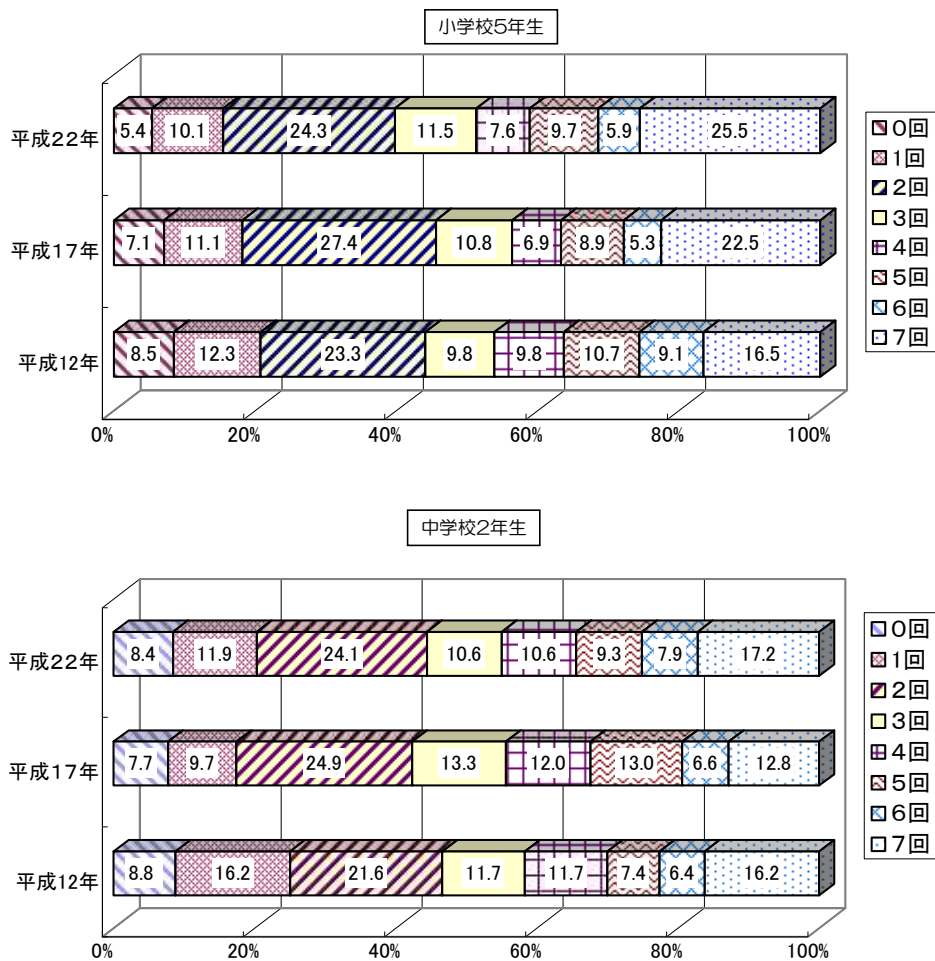 小学校5年生
平成22年 5.4 10.1 24.3 11.5 7.6 9.7 5.9 25.5
平成17年 7.1 11.1 27.4 10.8 6.9 8.9 5.3 22.5
平成12年 8.5 12.3 23.3 9.8 9.8 10.7 9.1 16.5
0% 20% 40% 60% 80% 100%
0回
1回
2回
3回
4回
5回
6回
7回
中学校2年生
平成22年 8.4 11.9 24.1 10.6 10.6 9.3 7.9 17.2
平成17年 7.7 9.7 24.9 13.3 12.0 13.0 6.6 12.8
平成12年 8.8 16.2 21.6 11.7 11.7 7.4 6.4 16.2
0% 20% 40% 60% 80% 100%
0回
1回
2回
3回
4回
5回
6回
7回